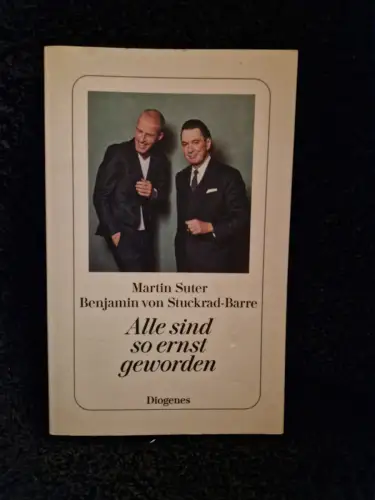 Martin Suter
Benjamin von Stuckrad-Barre
Alle sind
so ernst
geworden
Diogenes